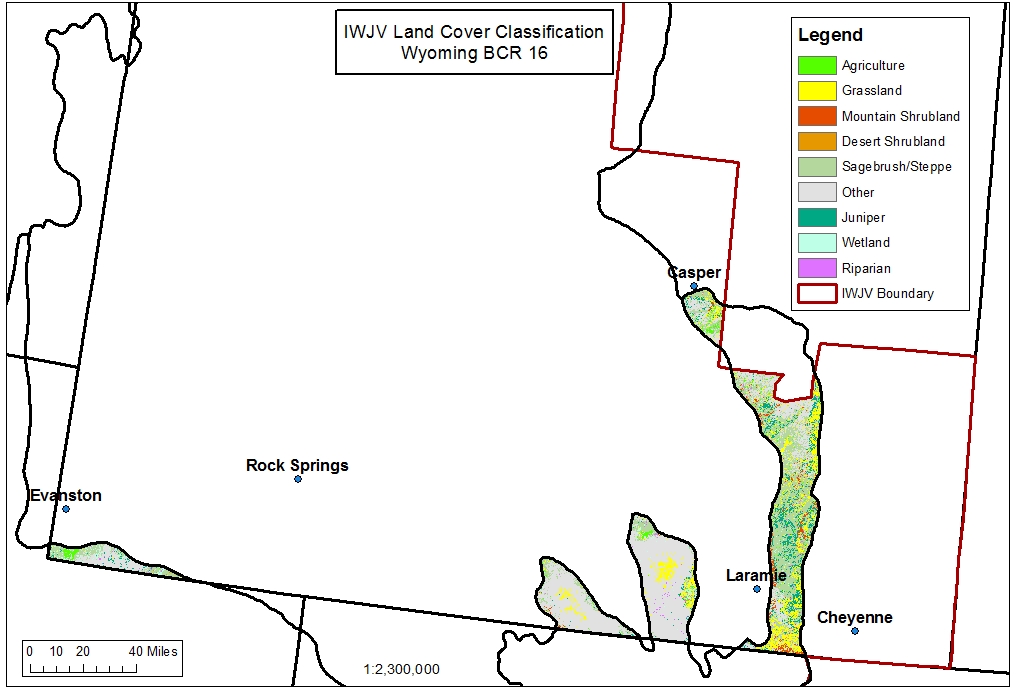 IWJV Land Cover Classification
Wyoming BCR 16
Legend
Agriculture
Grassland
Mountain Shrubland
Desert Shrubland
Sagebrush/Steppe
Other
Juniper
Wetland
Riparian
IWJV Boundary
Casper
Rock Springs
Evanston
Laramie
Cheyenne
0 10 20 40 Miles
1:2,300,000